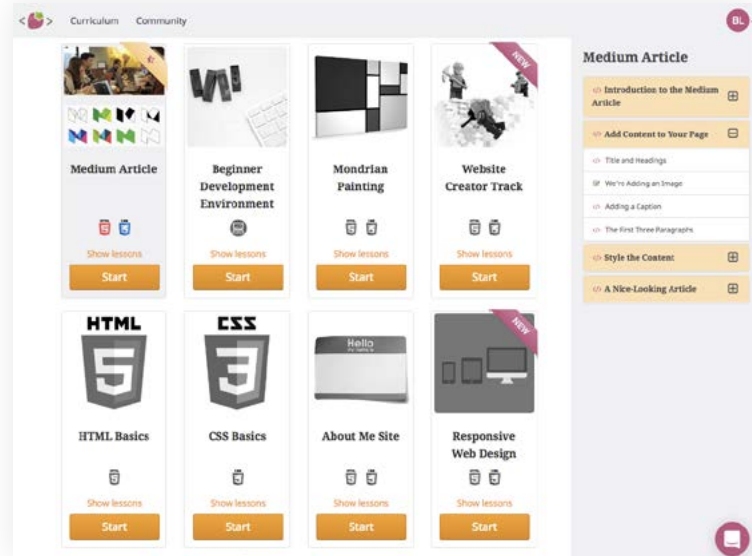 Curriculum Community
BL
Medium Article
Show lessons
Start
Beginner
Development
Environment
Show lessons
Start
Mondrian
Painting
Show lessons
Start
NEW
Website
Creator Track
Show lessons
Start
HTML
5
HTML Basics
Show lessons
Start
CSS
3
CSS Basics
Show lessons
Start
Hello
About Me Site
Show lessons
Start
NEW
Responsive
Web Design
Show lessons
Start
Medium Article
</> Introduction to the Medium
Article
</> Add Content to Your Page
</> Title and Headings
We're Adding an Image
</> Adding a Caption
</> The First Three Paragraphs
</> Style the Content
</> A Nice-Looking Article